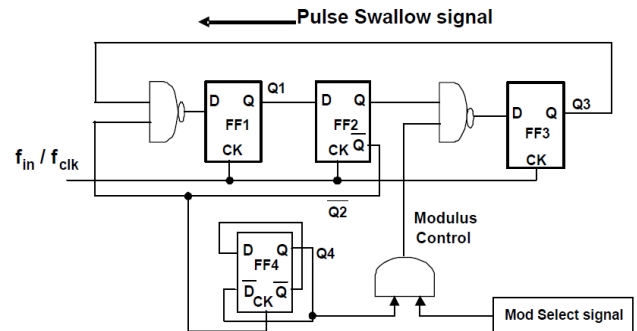 Pulse Swallow signal
D Q
FF1
CK
Q1
D Q
FF2
Q̅
CK
D Q
FF3
CK
Q3
f_in / f_clk
Q̅2̅
Modulus
Control
D Q
FF4
D̅ Q̅
CK
Q4
Mod Select signal